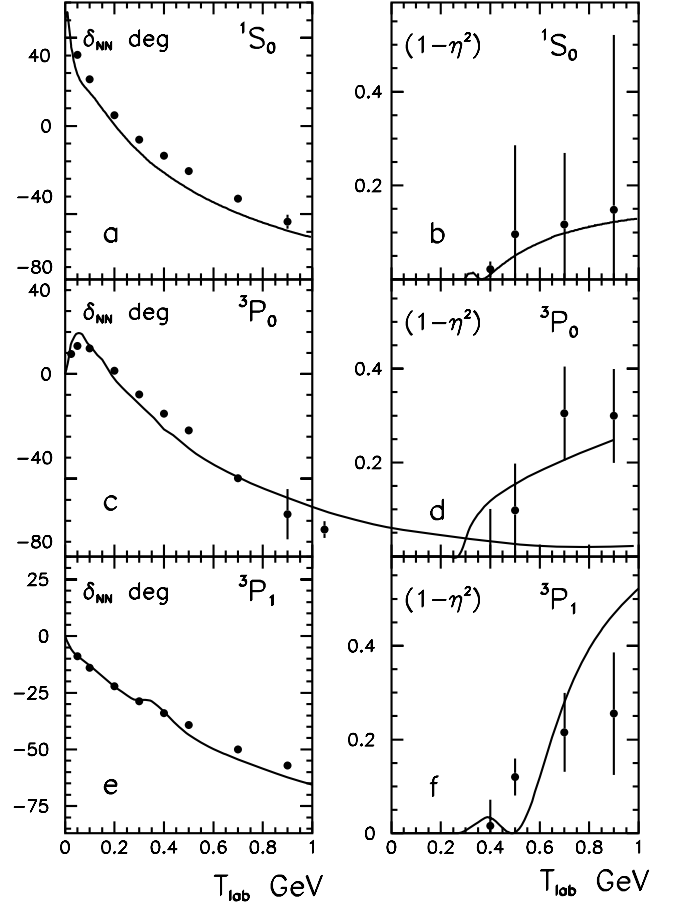 δNN deg ¹S₀
40
0
−40
−80
a
(1−η²) ¹S₀
0.4
0.2
b
δNN deg ³P₀
40
0
−40
−80
c
(1−η²) ³P₀
0.4
0.2
d
δNN deg ³P₁
25
0
−25
−50
−75
e
0 0.2 0.4 0.6 0.8 1
Tlab GeV
(1−η²) ³P₁
0.4
0.2
0
f
0 0.2 0.4 0.6 0.8 1
Tlab GeV